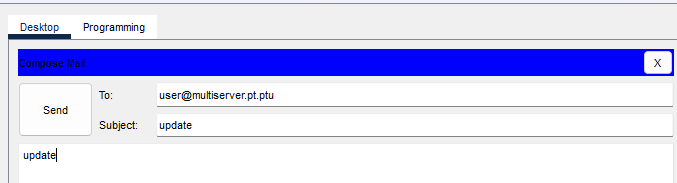 Desktop Programming
Compose Mail X
Send
To: user@multiserver.pt.ptu
Subject: update
update